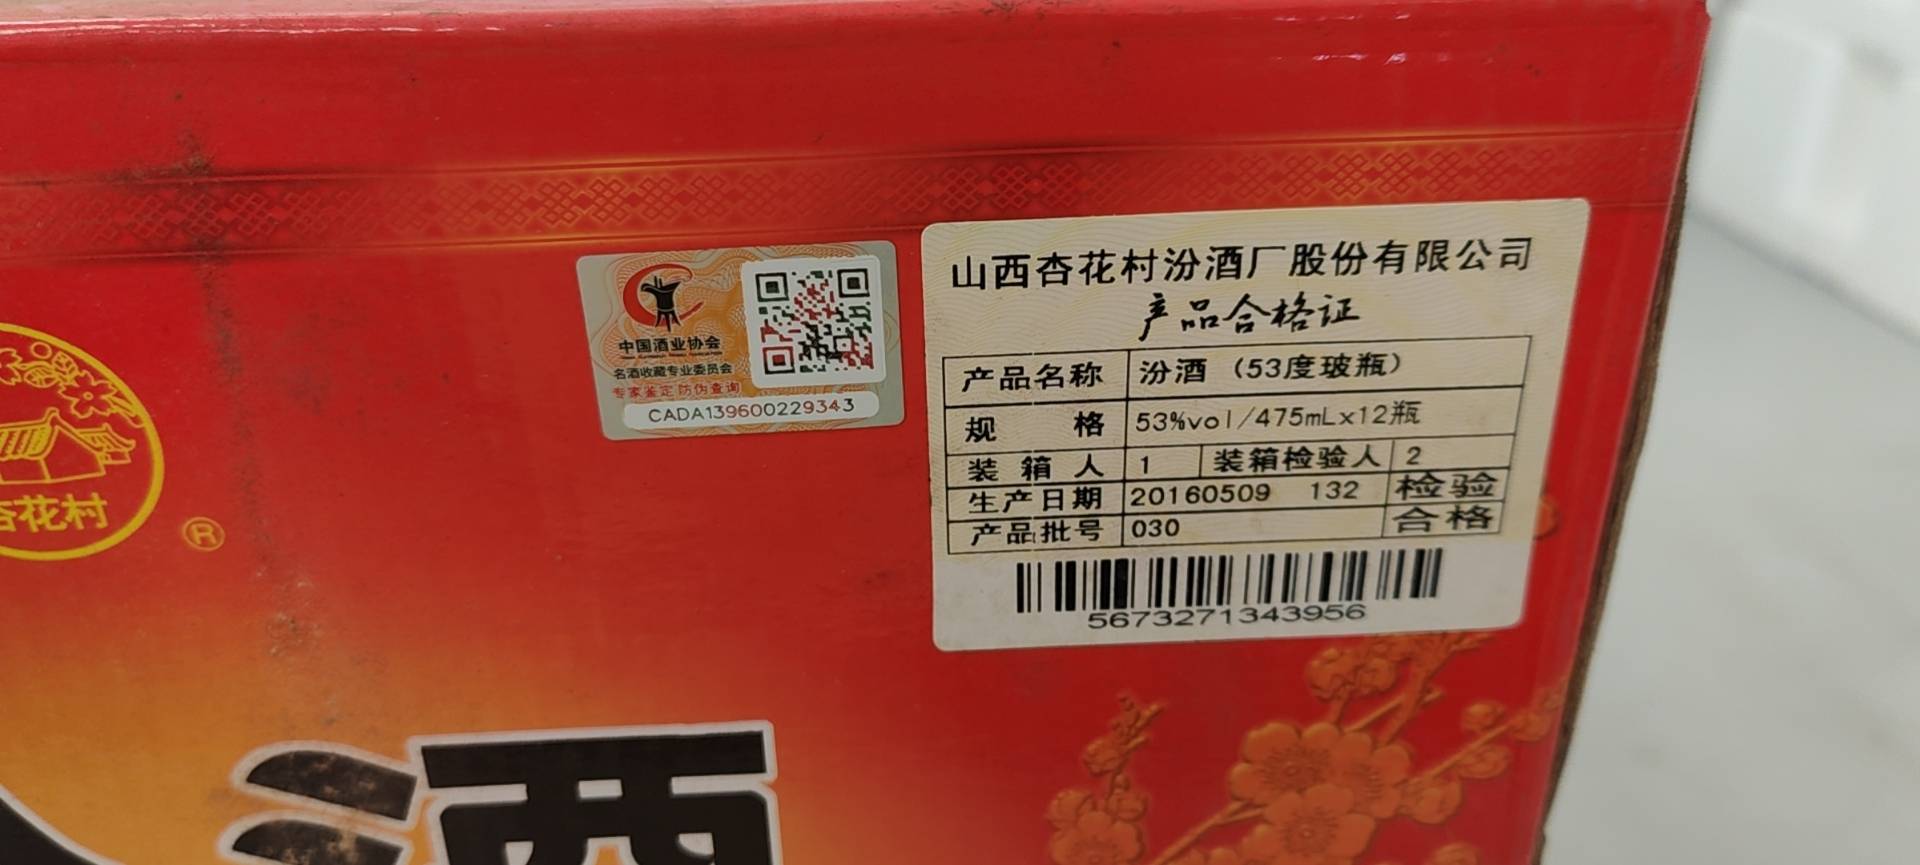 中国酒业协会
名酒收藏专业委员会
专家鉴定 防伪查询
CADA139600229343
山西杏花村汾酒厂股份有限公司
产品合格证
产品名称 汾酒（53度玻瓶）
规 格 53%vol/475mLx12瓶
装箱人 1 装箱检验人 2
生产日期 20160509 132 检验
产品批号 030 合格
5673271343956
杏花村
®
酒